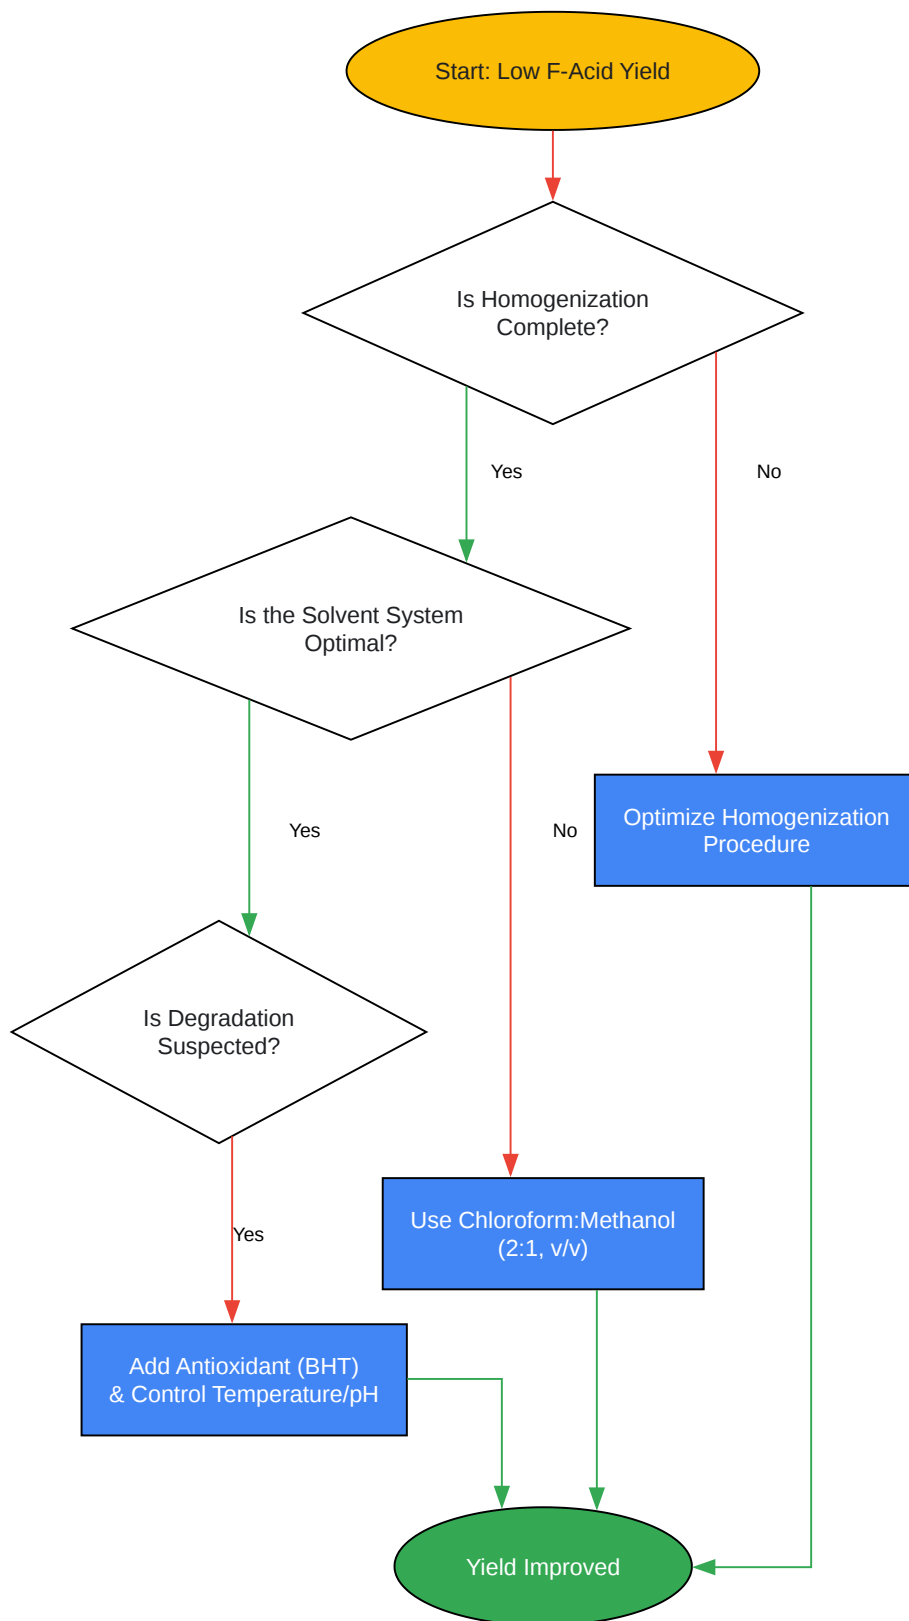 Start: Low F-Acid Yield
Is Homogenization
Complete?
Yes
No
Is the Solvent System
Optimal?
Optimize Homogenization
Procedure
Yes
No
Is Degradation
Suspected?
Use Chloroform:Methanol
(2:1, v/v)
Yes
Add Antioxidant (BHT)
& Control Temperature/pH
Yield Improved